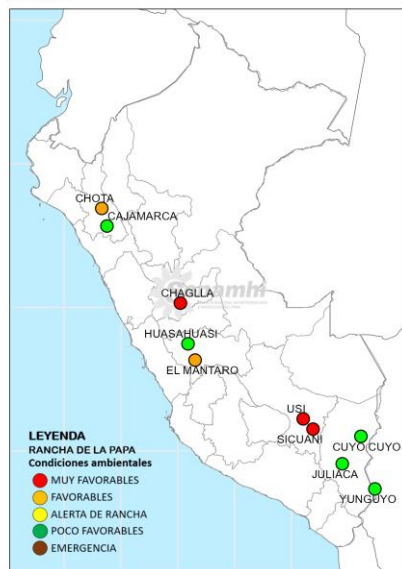 CHOTA
CAJAMARCA
CHAGLLA
Senamhi
HUASAHUASI
EL MANTARO
USI
SICUANI
CUYO CUYO
JULIACA
YUNGUYO
LEYENDA
RANCHA DE LA PAPA
Condiciones ambientales
MUY FAVORABLES
FAVORABLES
ALERTA DE RANCHA
POCO FAVORABLES
EMERGENCIA